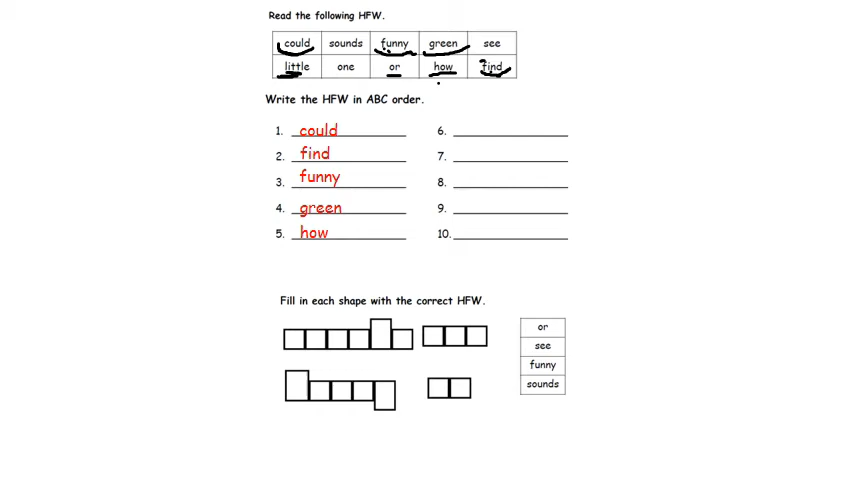 Read the following HFW.
could sounds funny green see
little one or how find
Write the HFW in ABC order.
1. could
2. find
3. funny
4. green
5. how
6.
7.
8.
9.
10.
Fill in each shape with the correct HFW.
or
see
funny
sounds